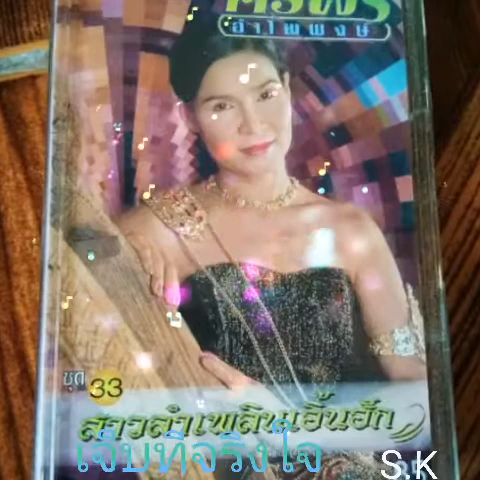 ศิริพร
อำไพพงษ์
ชุด 33
สาวลำเพลินเอิ้นฮัก
เจ็บที่จริงใจ
S.K